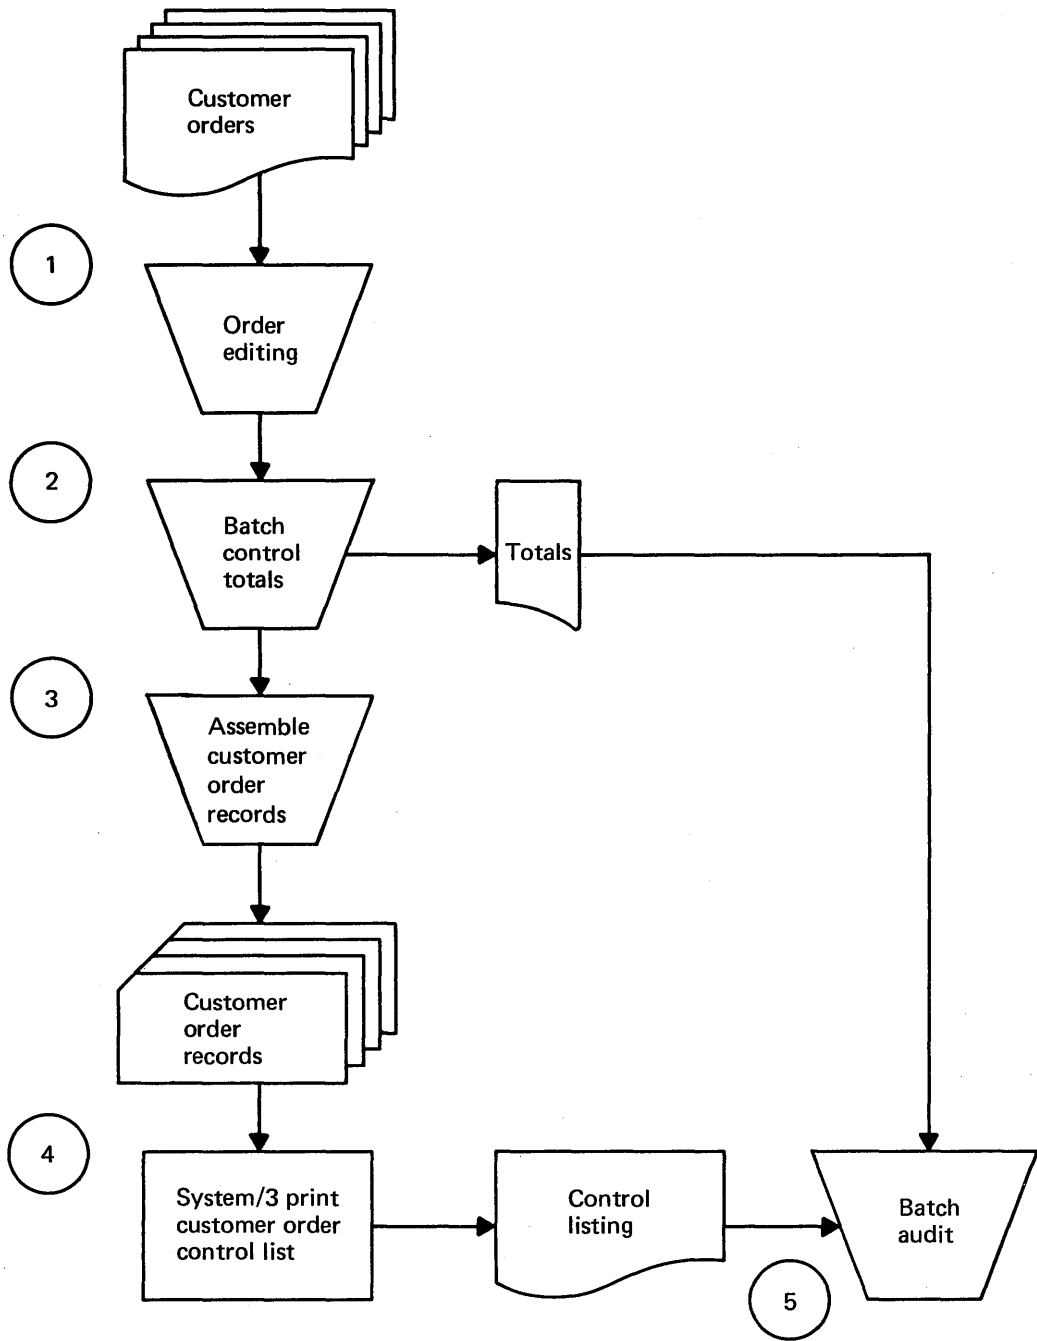 Customer
orders
1
Order
editing
2
Batch
control
totals
Totals
3
Assemble
customer
order
records
Customer
order
records
4
System/3 print
customer order
control list
Control
listing
Batch
audit
5